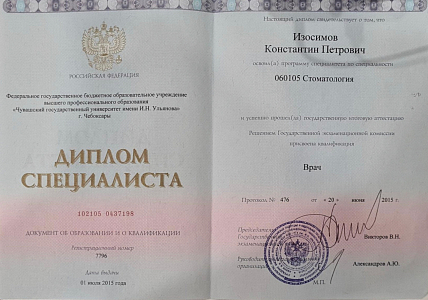 РОССИЙСКАЯ ФЕДЕРАЦИЯ
Федеральное государственное бюджетное образовательное учреждение
высшего профессионального образования
«Чувашский государственный университет имени И.Н. Ульянова»
г. Чебоксары
ДИПЛОМ
СПЕЦИАЛИСТА
102105 0437198
ДОКУМЕНТ ОБ ОБРАЗОВАНИИ И О КВАЛИФИКАЦИИ
Регистрационный номер
7796
Дата выдачи
01 июля 2015 года
Настоящий диплом свидетельствует о том, что
Изосимов
Константин Петрович
освоил(а) программу специалитета по специальности
060105 Стоматология
и успешно прошел(ла) государственную итоговую аттестацию
Решением Государственной экзаменационной комиссии
присвоена квалификация
Врач
Протокол № 476 от «20» июня 2015 г.
Председатель
Государственной
экзаменационной
Викторов В.Н.
Руководитель
организации
Александров А.Ю.
М.П.